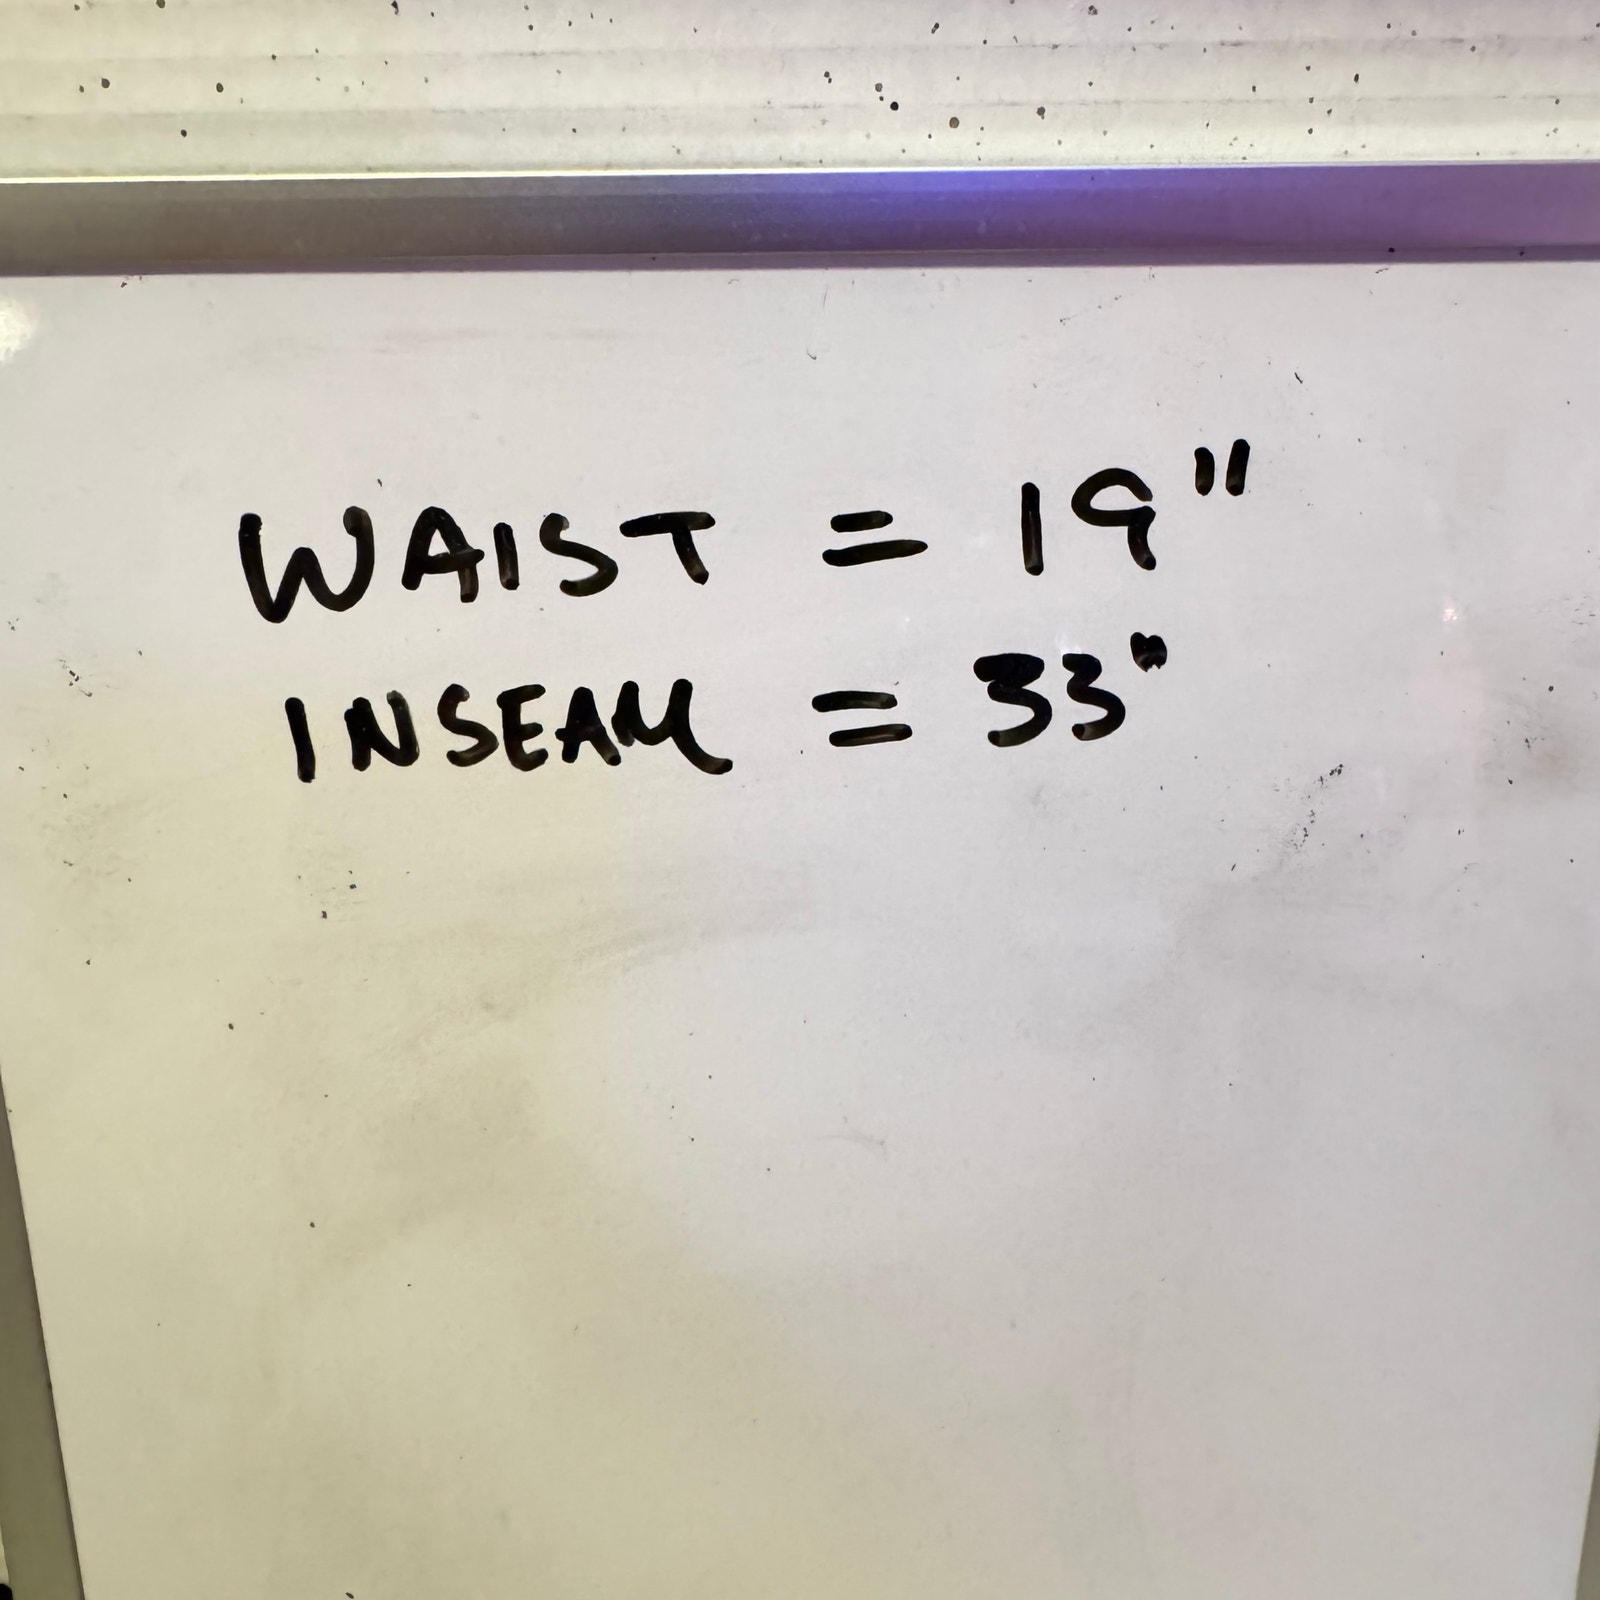 WAIST = 19"
INSEAM = 33"